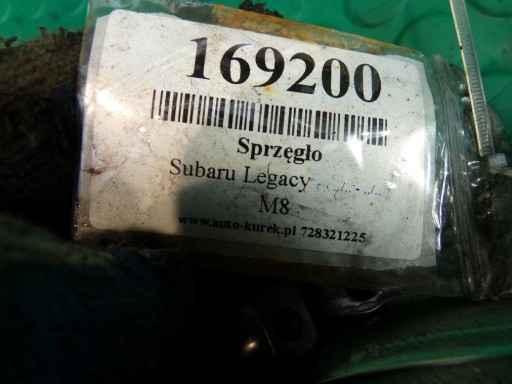 169200
Sprzęgło
Subaru Legacy
M8
www.auto-kurek.pl 728321225